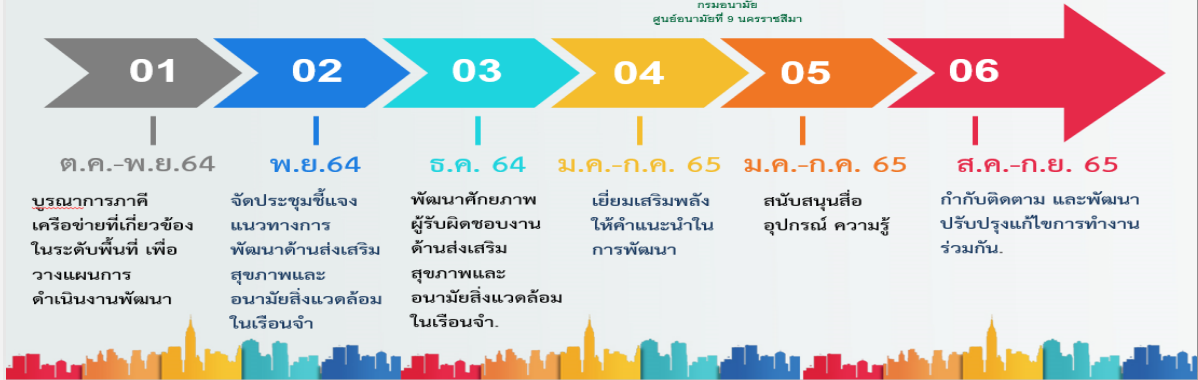 กรมอนามัย
ศูนย์อนามัยที่ 9 นครราชสีมา
01
02
03
04
05
06
ต.ค.-พ.ย.64
พ.ย.64
ธ.ค. 64
ม.ค.-ก.ค. 65
ม.ค.-ก.ค. 65
ส.ค.-ก.ย. 65
บูรณาการภาคี
เครือข่ายที่เกี่ยวข้อง
ในระดับพื้นที่ เพื่อ
วางแผนการ
ดำเนินงานพัฒนา
จัดประชุมชี้แจง
แนวทางการ
พัฒนาด้านส่งเสริม
สุขภาพและ
อนามัยสิ่งแวดล้อม
ในเรือนจำ
พัฒนาศักยภาพ
ผู้รับผิดชอบงาน
ด้านส่งเสริม
สุขภาพและ
อนามัยสิ่งแวดล้อม
ในเรือนจำ.
เยี่ยมเสริมพลัง
ให้คำแนะนำใน
การพัฒนา
สนับสนุนสื่อ
อุปกรณ์ ความรู้
กำกับติดตาม และพัฒนา
ปรับปรุงแก้ไขการทำงาน
ร่วมกัน.